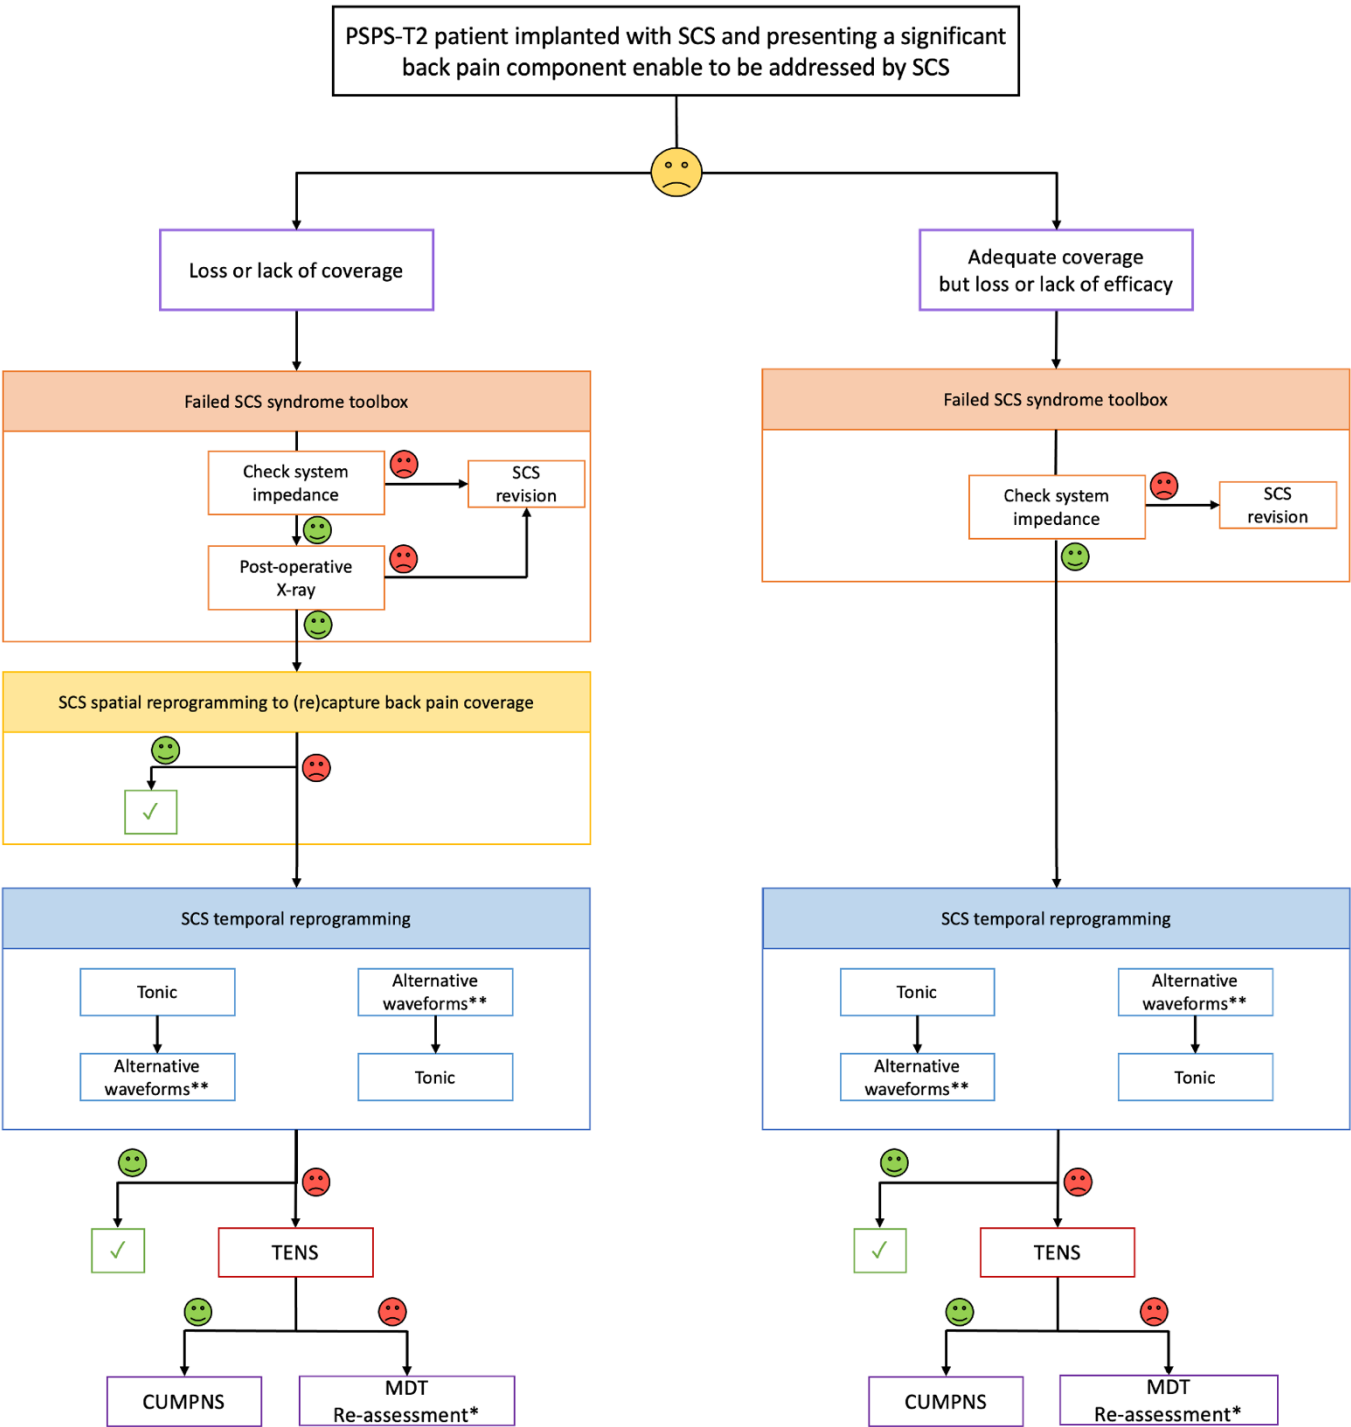 PSPS-T2 patient implanted with SCS and presenting a significant
back pain component enable to be addressed by SCS
Loss or lack of coverage
Adequate coverage
but loss or lack of efficacy
Failed SCS syndrome toolbox
Check system
impedance
SCS
revision
Post-operative
X-ray
Failed SCS syndrome toolbox
Check system
impedance
SCS
revision
SCS spatial reprogramming to (re)capture back pain coverage
✓
SCS temporal reprogramming
Tonic
Alternative
waveforms**
Alternative
waveforms**
Tonic
SCS temporal reprogramming
Tonic
Alternative
waveforms**
Alternative
waveforms**
Tonic
✓
TENS
✓
TENS
CUMPNS
MDT
Re-assessment*
CUMPNS
MDT
Re-assessment*